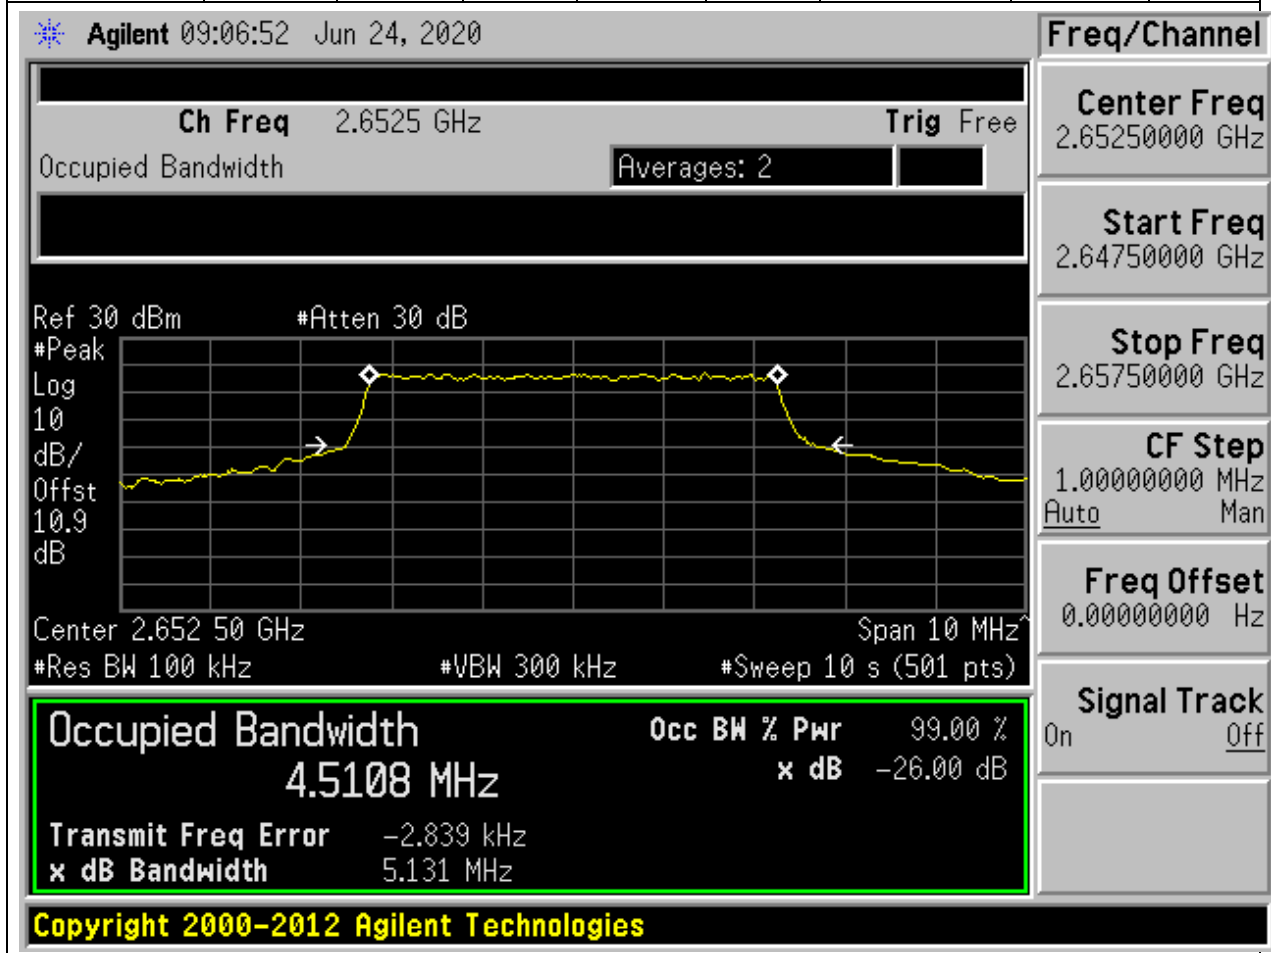 Agilent 09:06:52 Jun 24, 2020
Freq/Channel
Ch Freq 2.6525 GHz Trig Free
Occupied Bandwidth Averages: 2
Center Freq
2.65250000 GHz
Start Freq
2.64750000 GHz
Stop Freq
2.65750000 GHz
CF Step
1.00000000 MHz
Auto Man
Freq Offset
0.00000000 Hz
Signal Track
On Off
Ref 30 dBm #Atten 30 dB
#Peak
Log
10
dB/
Offst
10.9
dB
Center 2.652 50 GHz Span 10 MHz^
#Res BW 100 kHz #VBW 300 kHz #Sweep 10 s (501 pts)
Occupied Bandwidth Occ BW % Pwr 99.00 %
4.5108 MHz x dB -26.00 dB
Transmit Freq Error -2.839 kHz
x dB Bandwidth 5.131 MHz
Copyright 2000-2012 Agilent Technologies